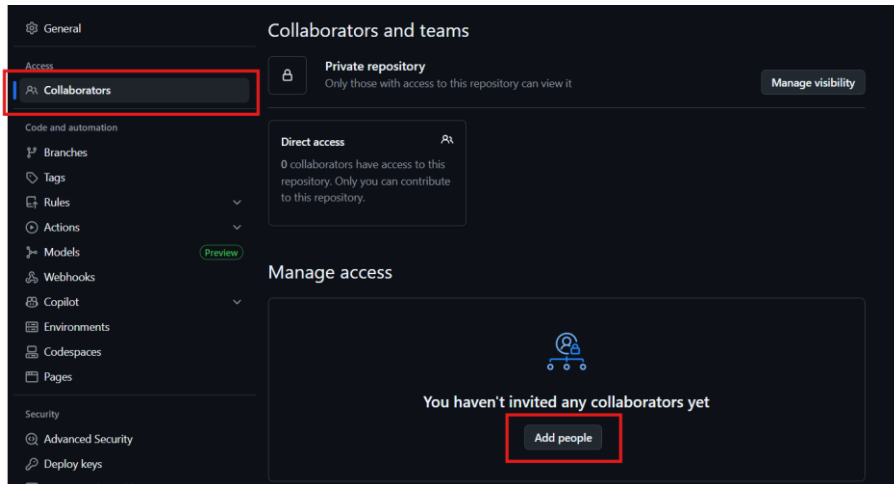 General
Access
Collaborators
Code and automation
Branches
Tags
Rules
Actions
Models
Preview
Webhooks
Copilot
Environments
Codespaces
Pages
Security
Advanced Security
Deploy keys
Collaborators and teams
Private repository
Only those with access to this repository can view it
Manage visibility
Direct access
0 collaborators have access to this
repository. Only you can contribute
to this repository.
Manage access
You haven't invited any collaborators yet
Add people